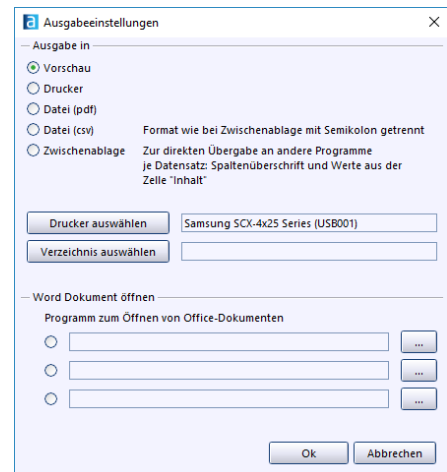 Ausgabeeinstellungen
Ausgabe in
Vorschau
Drucker
Datei (pdf)
Datei (csv) Format wie bei Zwischenablage mit Semikolon getrennt
Zwischenablage Zur direkten Übergabe an andere Programme
je Datensatz: Spaltenüberschrift und Werte aus der
Zelle "Inhalt"
Drucker auswählen Samsung SCX-4x25 Series (USB001)
Verzeichnis auswählen
Word Dokument öffnen
Programm zum Öffnen von Office-Dokumenten
...
...
...
Ok Abbrechen